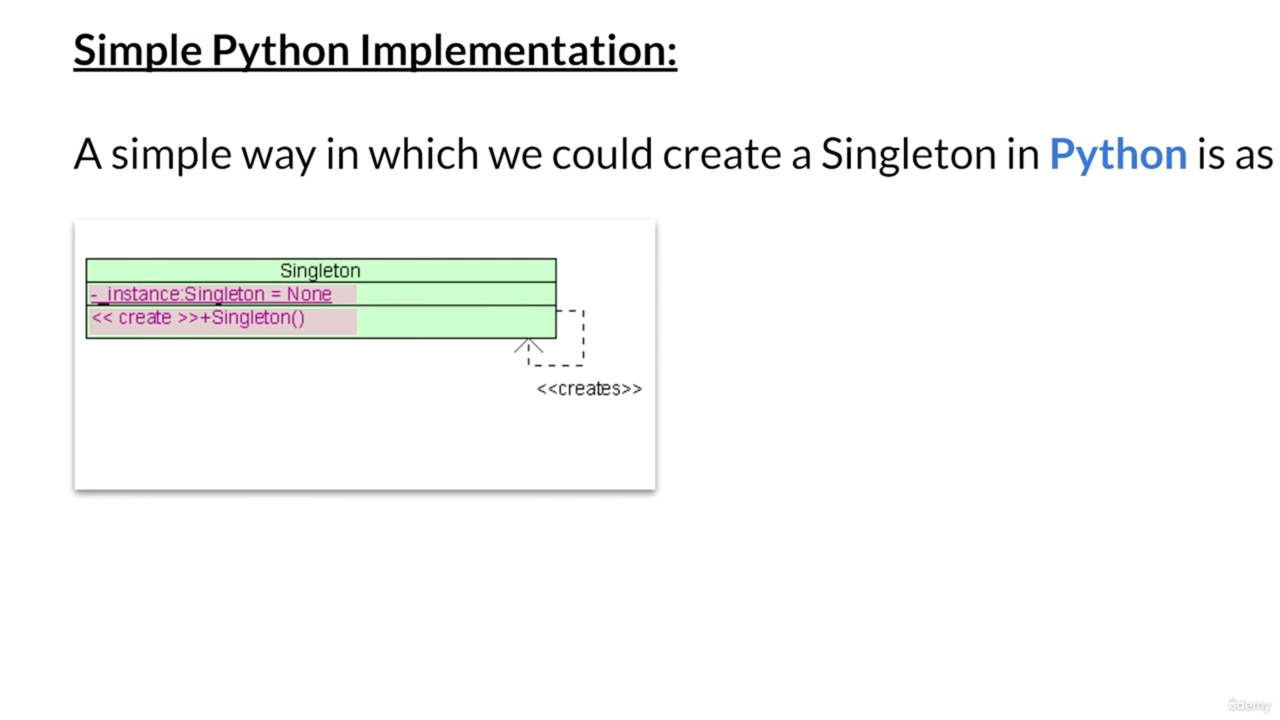 Simple Python Implementation:
A simple way in which we could create a Singleton in Python is as
Singleton
-_instance:Singleton = None
<< create >>+Singleton()
<<creates>>
ûdemy